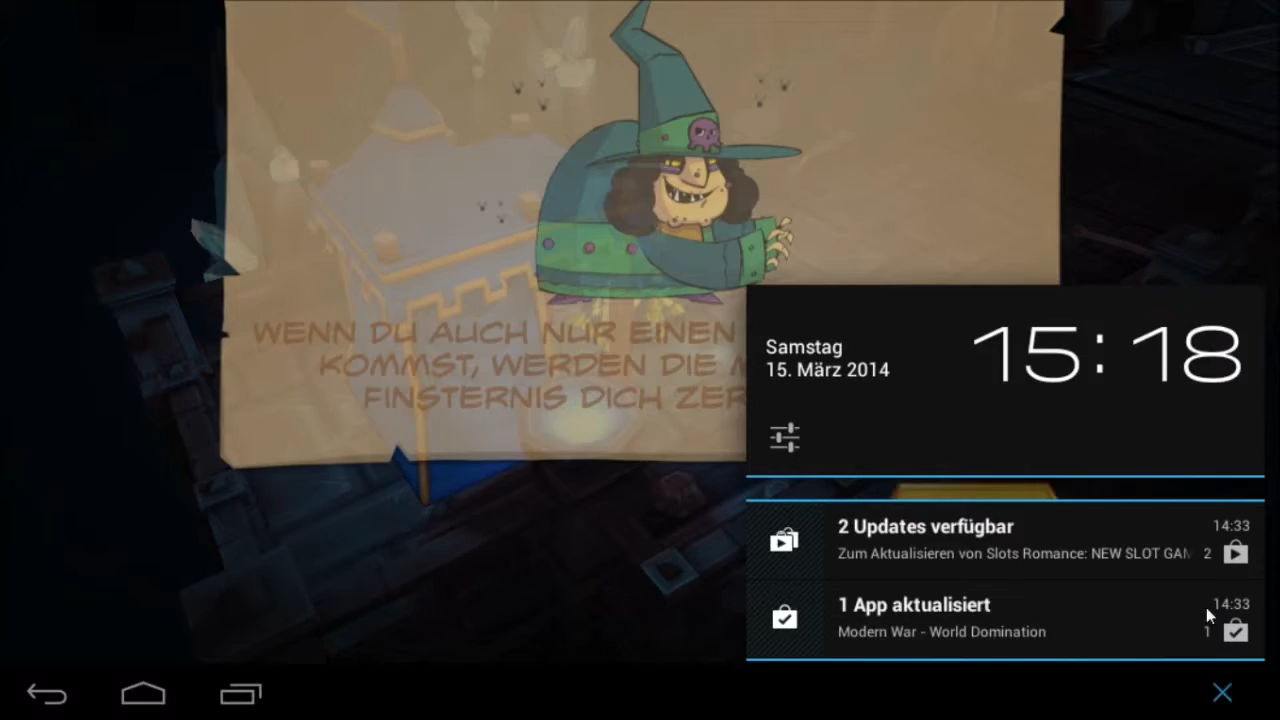 WENN DU AUCH NUR EINEN
KOMMST, WERDEN DIE
FINSTERNIS DICH
Samstag
15. März 2014
15:18
2 Updates verfügbar
14:33
Zum Aktualisieren von Slots Romance: NEW SLOT GAM
2
1 App aktualisiert
14:33
Modern War - World Domination
1